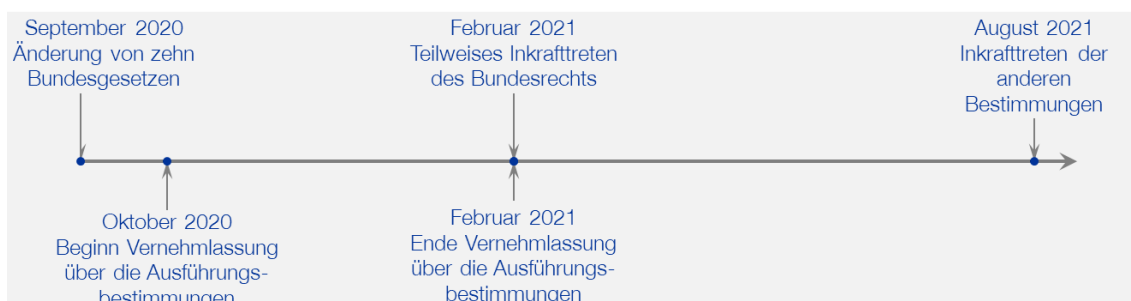 September 2020
Änderung von zehn
Bundesgesetzen
Februar 2021
Teilweises Inkrafttreten
des Bundesrechts
August 2021
Inkrafttreten der
anderen
Bestimmungen
Oktober 2020
Beginn Vernehmlassung
über die Ausführungs-
bestimmungen
Februar 2021
Ende Vernehmlassung
über die Ausführungs-
bestimmungen